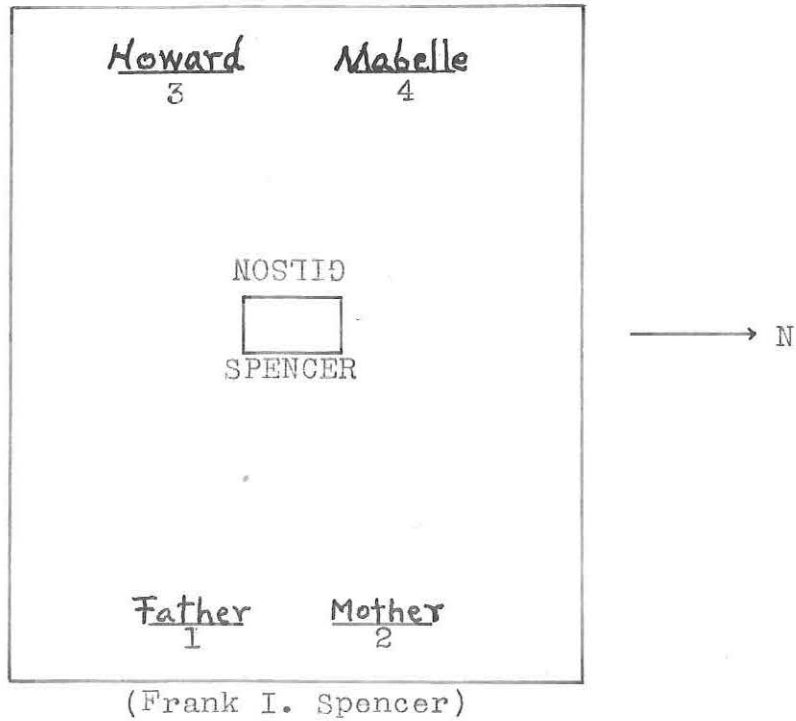 Howard Mabelle
3 4
GILSON
SPENCER
N
Father Mother
1 2
(Frank I. Spencer)